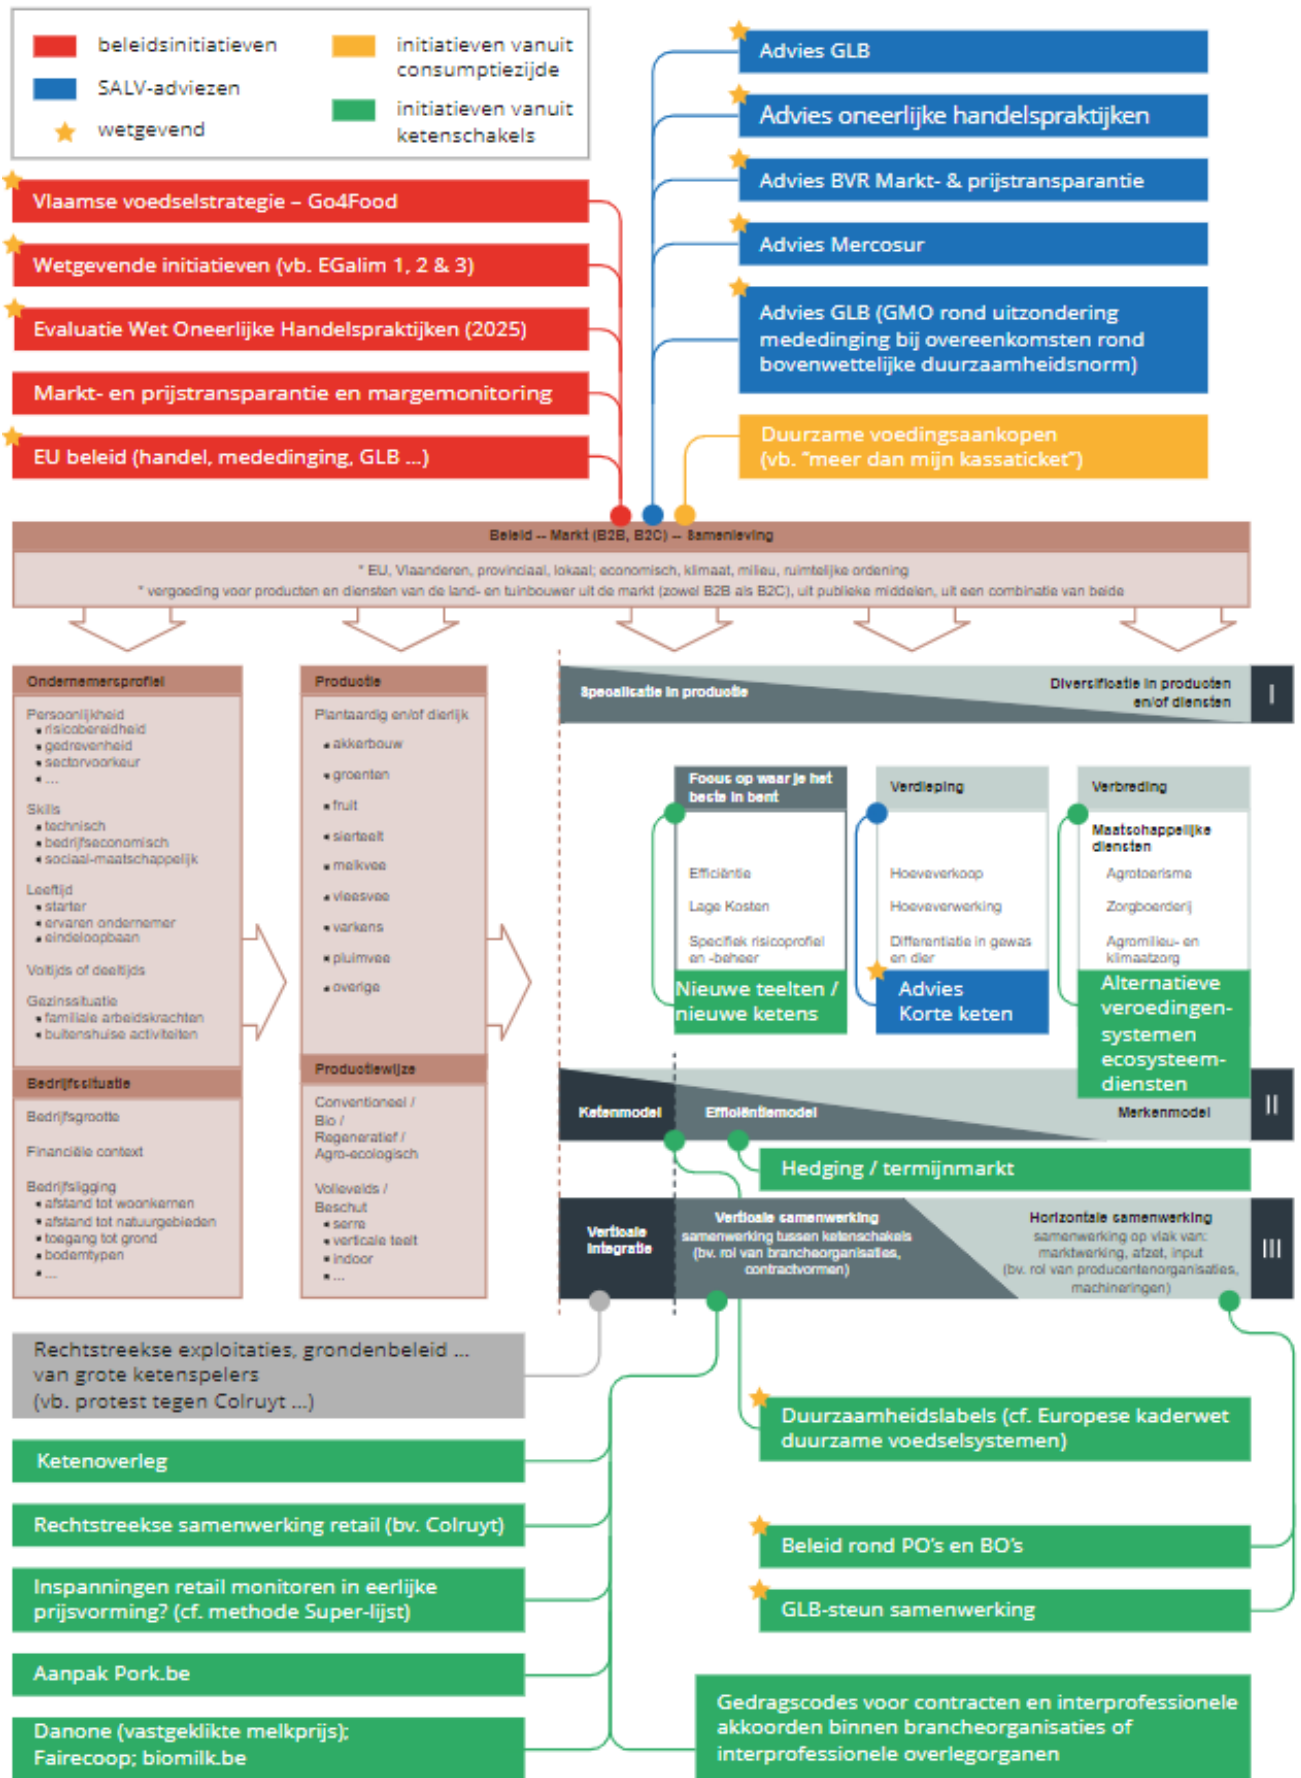 beleidsinitiatieven
SALV-adviezen
wetgevend
initiatieven vanuit
consumptiezijde
initiatieven vanuit
ketenschakels
Vlaamse voedselstrategie – Go4Food
Wetgevende initiatieven (vb. EGalim 1, 2 & 3)
Evaluatie Wet Oneerlijke Handelspraktijken (2025)
Markt- en prijstransparantie en margemonitoring
EU beleid (handel, mededinging, GLB ...)
Advies GLB
Advies oneerlijke handelspraktijken
Advies BVR Markt- & prijstransparantie
Advies Mercosur
Advies GLB (GMO rond uitzondering
mededinging bij overeenkomsten rond
bovenwettelijke duurzaamheidsnorm)
Duurzame voedingsaankopen
(vb. “meer dan mijn kassaticket”)
Beleid -- Markt (B2B, B2C) -- Samenleving
* EU, Vlaanderen, provinciaal, lokaal; economisch, klimaat, milieu, ruimtelijke ordening
* vergoeding voor producten en diensten van de land- en tuinbouwer uit de markt (zowel B2B als B2C), uit publieke middelen, uit een combinatie van beide
Ondernemersprofiel
Persoonlijkheid
▪ risicobereidheid
▪ gedrevenheid
▪ sectorvoorkeur
▪ ...
Skills
▪ technisch
▪ bedrijfseconomisch
▪ sociaal-maatschappelijk
Leeftijd
▪ starter
▪ ervaren ondernemer
▪ eindeloopbaan
Voltijds of deeltijds
Gezinssituatie
▪ familiale arbeidskrachten
▪ buitenshuise activiteiten
Bedrijfssituatie
Bedrijfsgrootte
Financiële context
Bedrijfsligging
▪ afstand tot woonkernen
▪ afstand tot natuurgebieden
▪ toegang tot grond
▪ bodemtypen
▪ ...
Productie
Plantaardig en/of dierlijk
▪ akkerbouw
▪ groenten
▪ fruit
▪ sierteelt
▪ melkvee
▪ vleesvee
▪ varkens
▪ pluimvee
▪ overige
Productiewijze
Conventioneel /
Bio /
Regeneratief /
Agro-ecologisch
Vollevelds /
Beschut
▪ serre
▪ verticale teelt
▪ indoor
▪ ...
Specialisatie in productie
Diversificatie in producten
en/of diensten
I
Focus op waar je het
beste in bent
Efficiëntie
Lage Kosten
Specifiek risicoprofiel
en -beheer
Nieuwe teelten /
nieuwe ketens
Verdieping
Hoeveverkoop
Hoeveverwerking
Differentiatie in gewas
en dier
Advies
Korte keten
Verbreding
Maatschappelijke
diensten
Agrotoerisme
Zorgboerderij
Agromilieu- en
klimaatzorg
Alternatieve
veroedingen-
systemen
ecosysteem-
diensten
Ketenmodel
Efficiëntiemodel
Merkenmodel
II
Hedging / termijnmarkt
Verticale
Integratie
Verticale samenwerking
samenwerking tussen ketenschakels
(bv. rol van brancheorganisaties,
contractvormen)
Horizontale samenwerking
samenwerking op vlak van:
marktwerking, afzet, input
(bv. rol van producentenorganisaties,
machineringen)
III
Rechtstreekse exploitaties, grondenbeleid ...
van grote ketenspelers
(vb. protest tegen Colruyt ...)
Ketenoverleg
Rechtstreekse samenwerking retail (bv. Colruyt)
Inspanningen retail monitoren in eerlijke
prijsvorming? (cf. methode Super-lijst)
Aanpak Pork.be
Danone (vastgeklikte melkprijs);
Fairecoop; biomilk.be
Duurzaamheidslabels (cf. Europese kaderwet
duurzame voedselsystemen)
Beleid rond PO’s en BO’s
GLB-steun samenwerking
Gedragscodes voor contracten en interprofessionele
akkoorden binnen brancheorganisaties of
interprofessionele overlegorganen